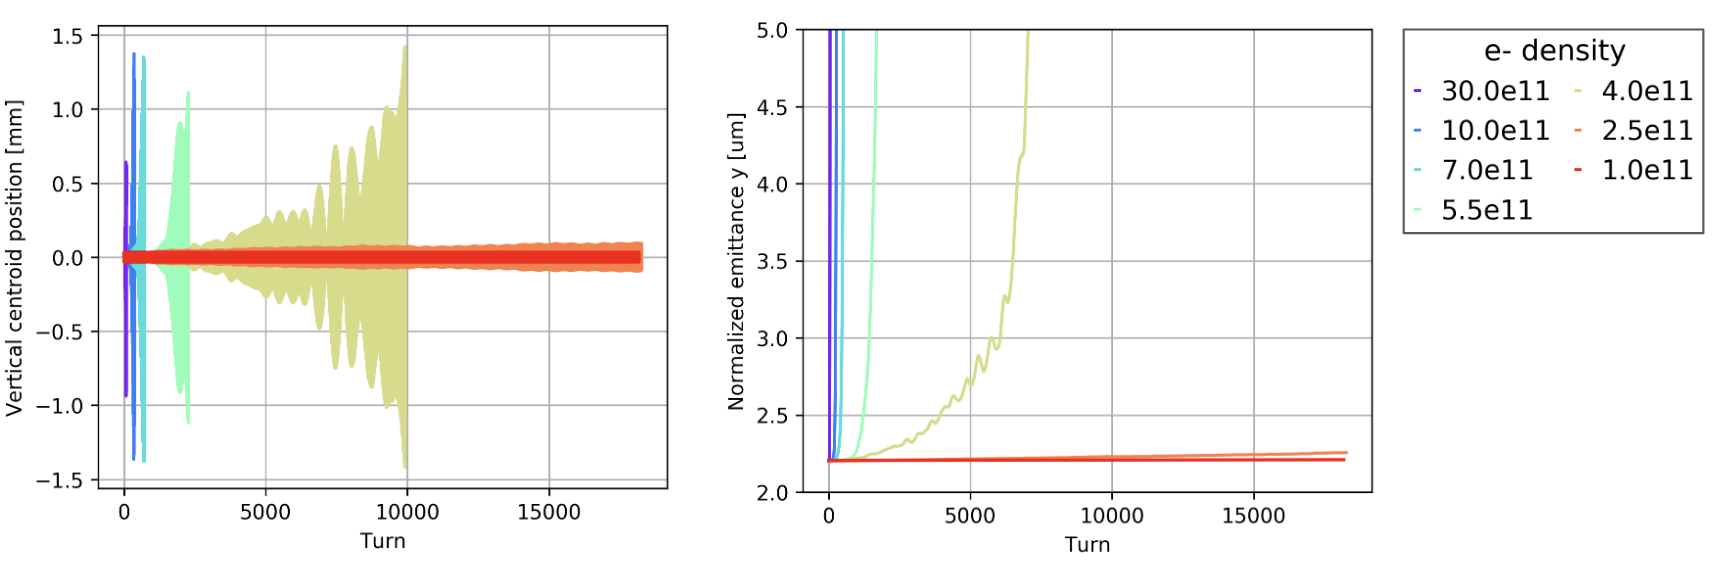 1.5
1.0
0.5
0.0
−0.5
−1.0
−1.5
Vertical centroid position [mm]
0 5000 10000 15000
Turn
5.0
4.5
4.0
3.5
3.0
2.5
2.0
Normalized emittance y [um]
0 5000 10000 15000
Turn
e- density
30.0e11 4.0e11
10.0e11 2.5e11
7.0e11 1.0e11
5.5e11